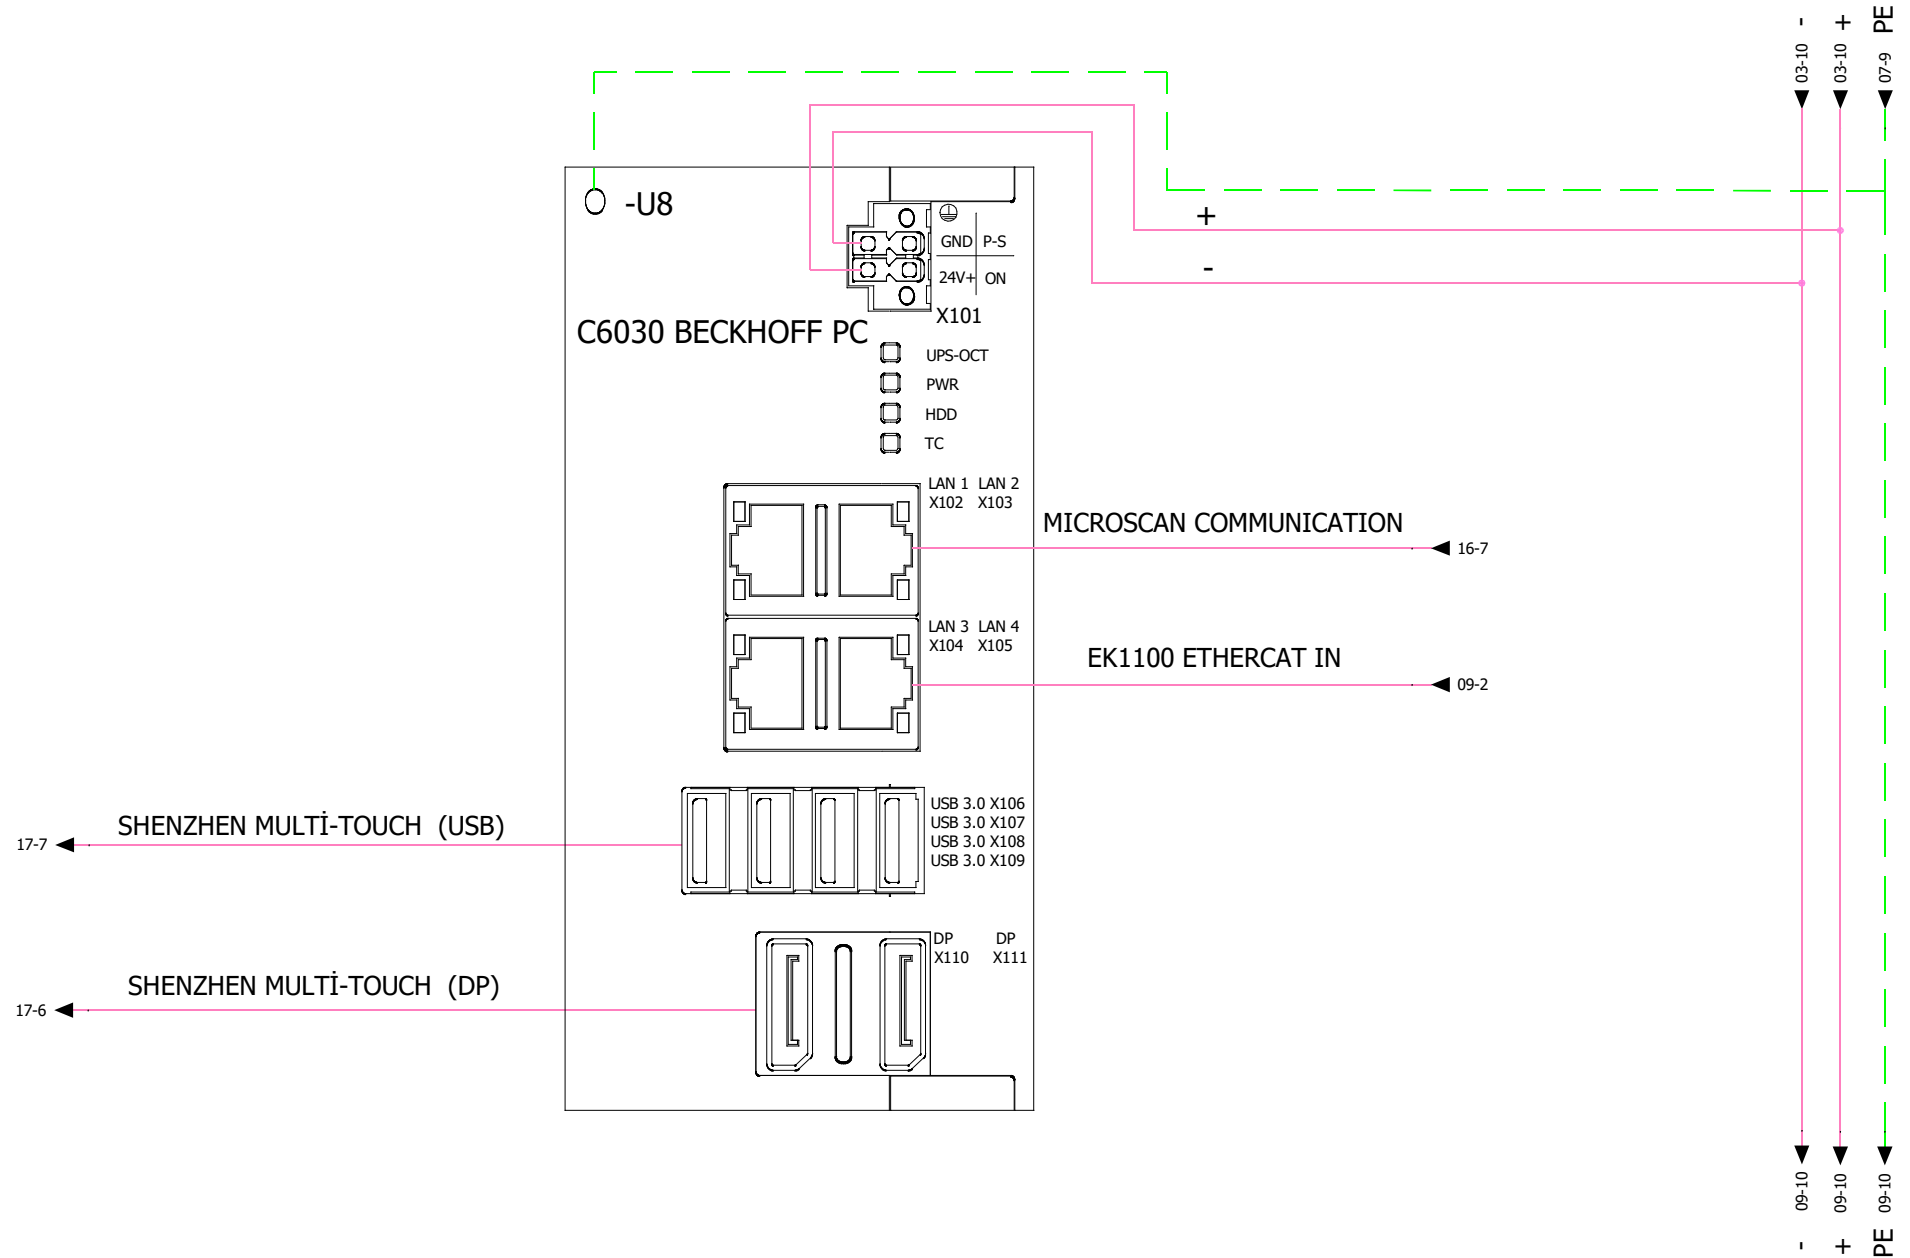 - + PE
03-10 03-10 07-9
-U8
GND P-S
24V+ ON
X101
+
-
C6030 BECKHOFF PC
UPS-OCT
PWR
HDD
TC
LAN 1 LAN 2
X102 X103
MICROSCAN COMMUNICATION
16-7
LAN 3 LAN 4
X104 X105
EK1100 ETHERCAT IN
09-2
USB 3.0 X106
USB 3.0 X107
USB 3.0 X108
USB 3.0 X109
SHENZHEN MULTİ-TOUCH (USB)
17-7
DP DP
X110 X111
SHENZHEN MULTİ-TOUCH (DP)
17-6
09-10 09-10 09-10
- + PE